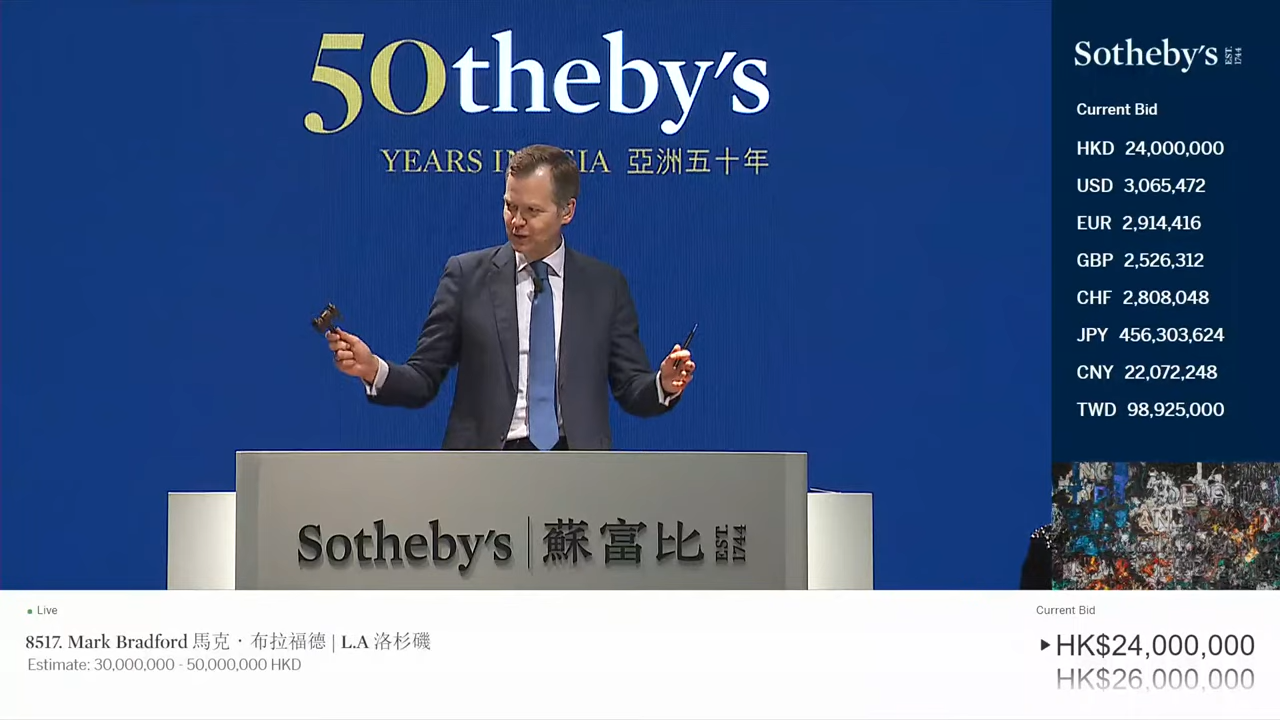 50theby's
YEARS IN ASIA 亞洲五十年
Sotheby's EST. 1744
Current Bid
HKD 24,000,000
USD 3,065,472
EUR 2,914,416
GBP 2,526,312
CHF 2,808,048
JPY 456,303,624
CNY 22,072,248
TWD 98,925,000
Sotheby's | 蘇富比 EST. 1744
Live
8517. Mark Bradford 馬克・布拉福德 | L.A 洛杉磯
Estimate: 30,000,000 - 50,000,000 HKD
Current Bid
HK$24,000,000
HK$26,000,000